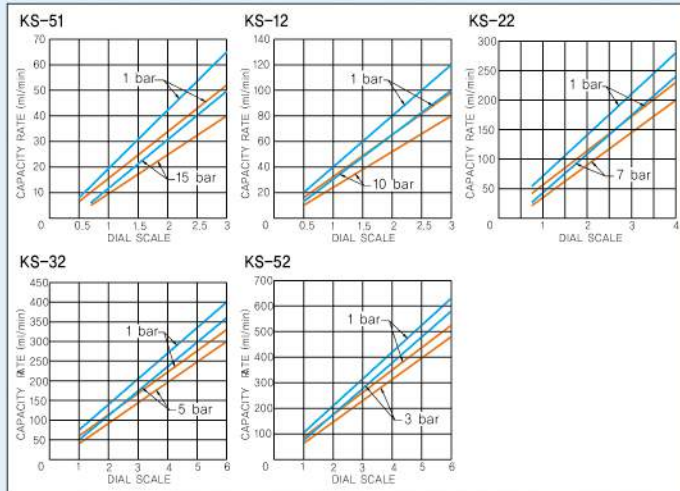 KS-51
CAPACITY RATE (ml/min)
70
60
50
40
30
20
10
0
1 bar
15 bar
0.5 1 1.5 2 2.5 3
DIAL SCALE
KS-12
CAPACITY RATE (ml/min)
140
120
100
80
60
40
20
0
1 bar
10 bar
0.5 1 1.5 2 2.5 3
DIAL SCALE
KS-22
CAPACITY RATE (ml/min)
300
250
200
150
100
50
0
1 bar
7 bar
1 2 3 4
DIAL SCALE
KS-32
CAPACITY RATE (ml/min)
450
400
350
300
250
200
150
100
50
0
1 bar
5 bar
1 2 3 4 5 6
DIAL SCALE
KS-52
CAPACITY RATE (ml/min)
700
600
500
400
300
200
100
0
1 bar
3 bar
1 2 3 4 5 6
DIAL SCALE